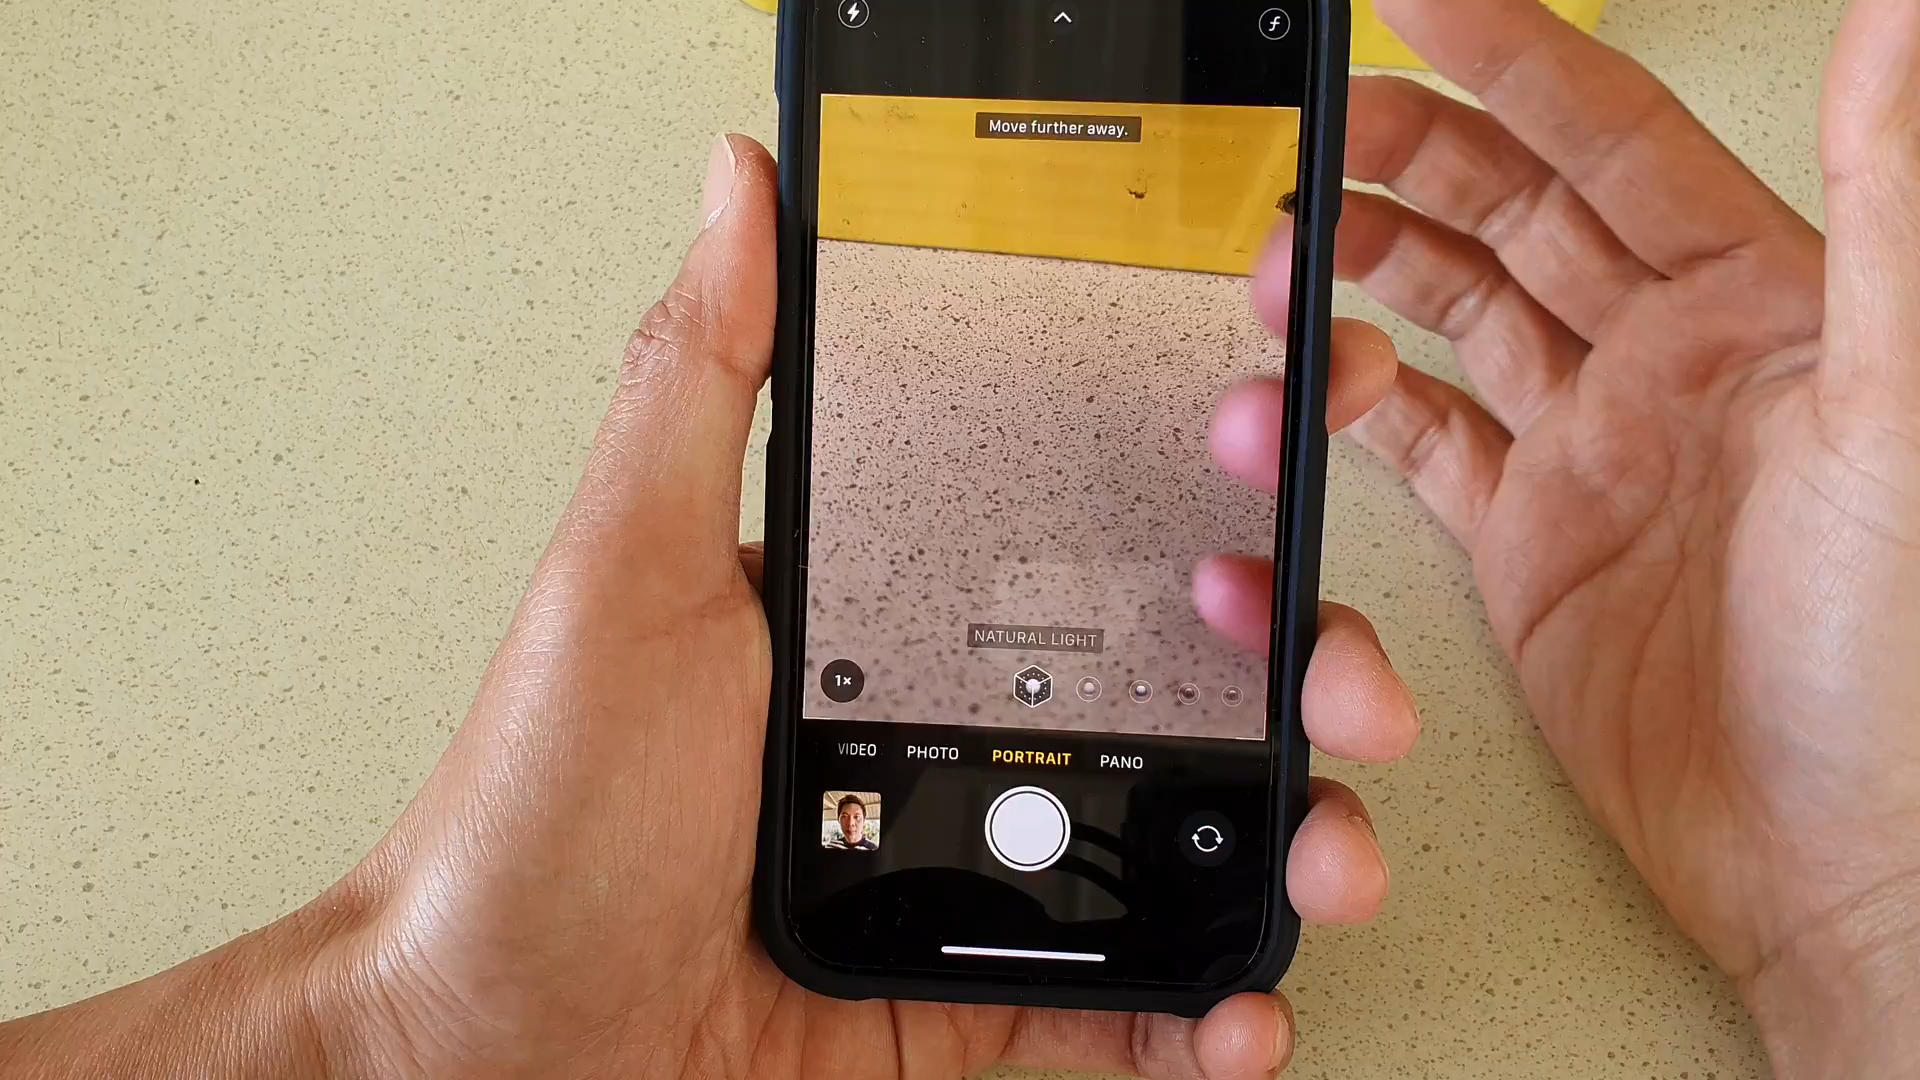 f
Move further away.
NATURAL LIGHT
1×
VIDEO PHOTO PORTRAIT PANO